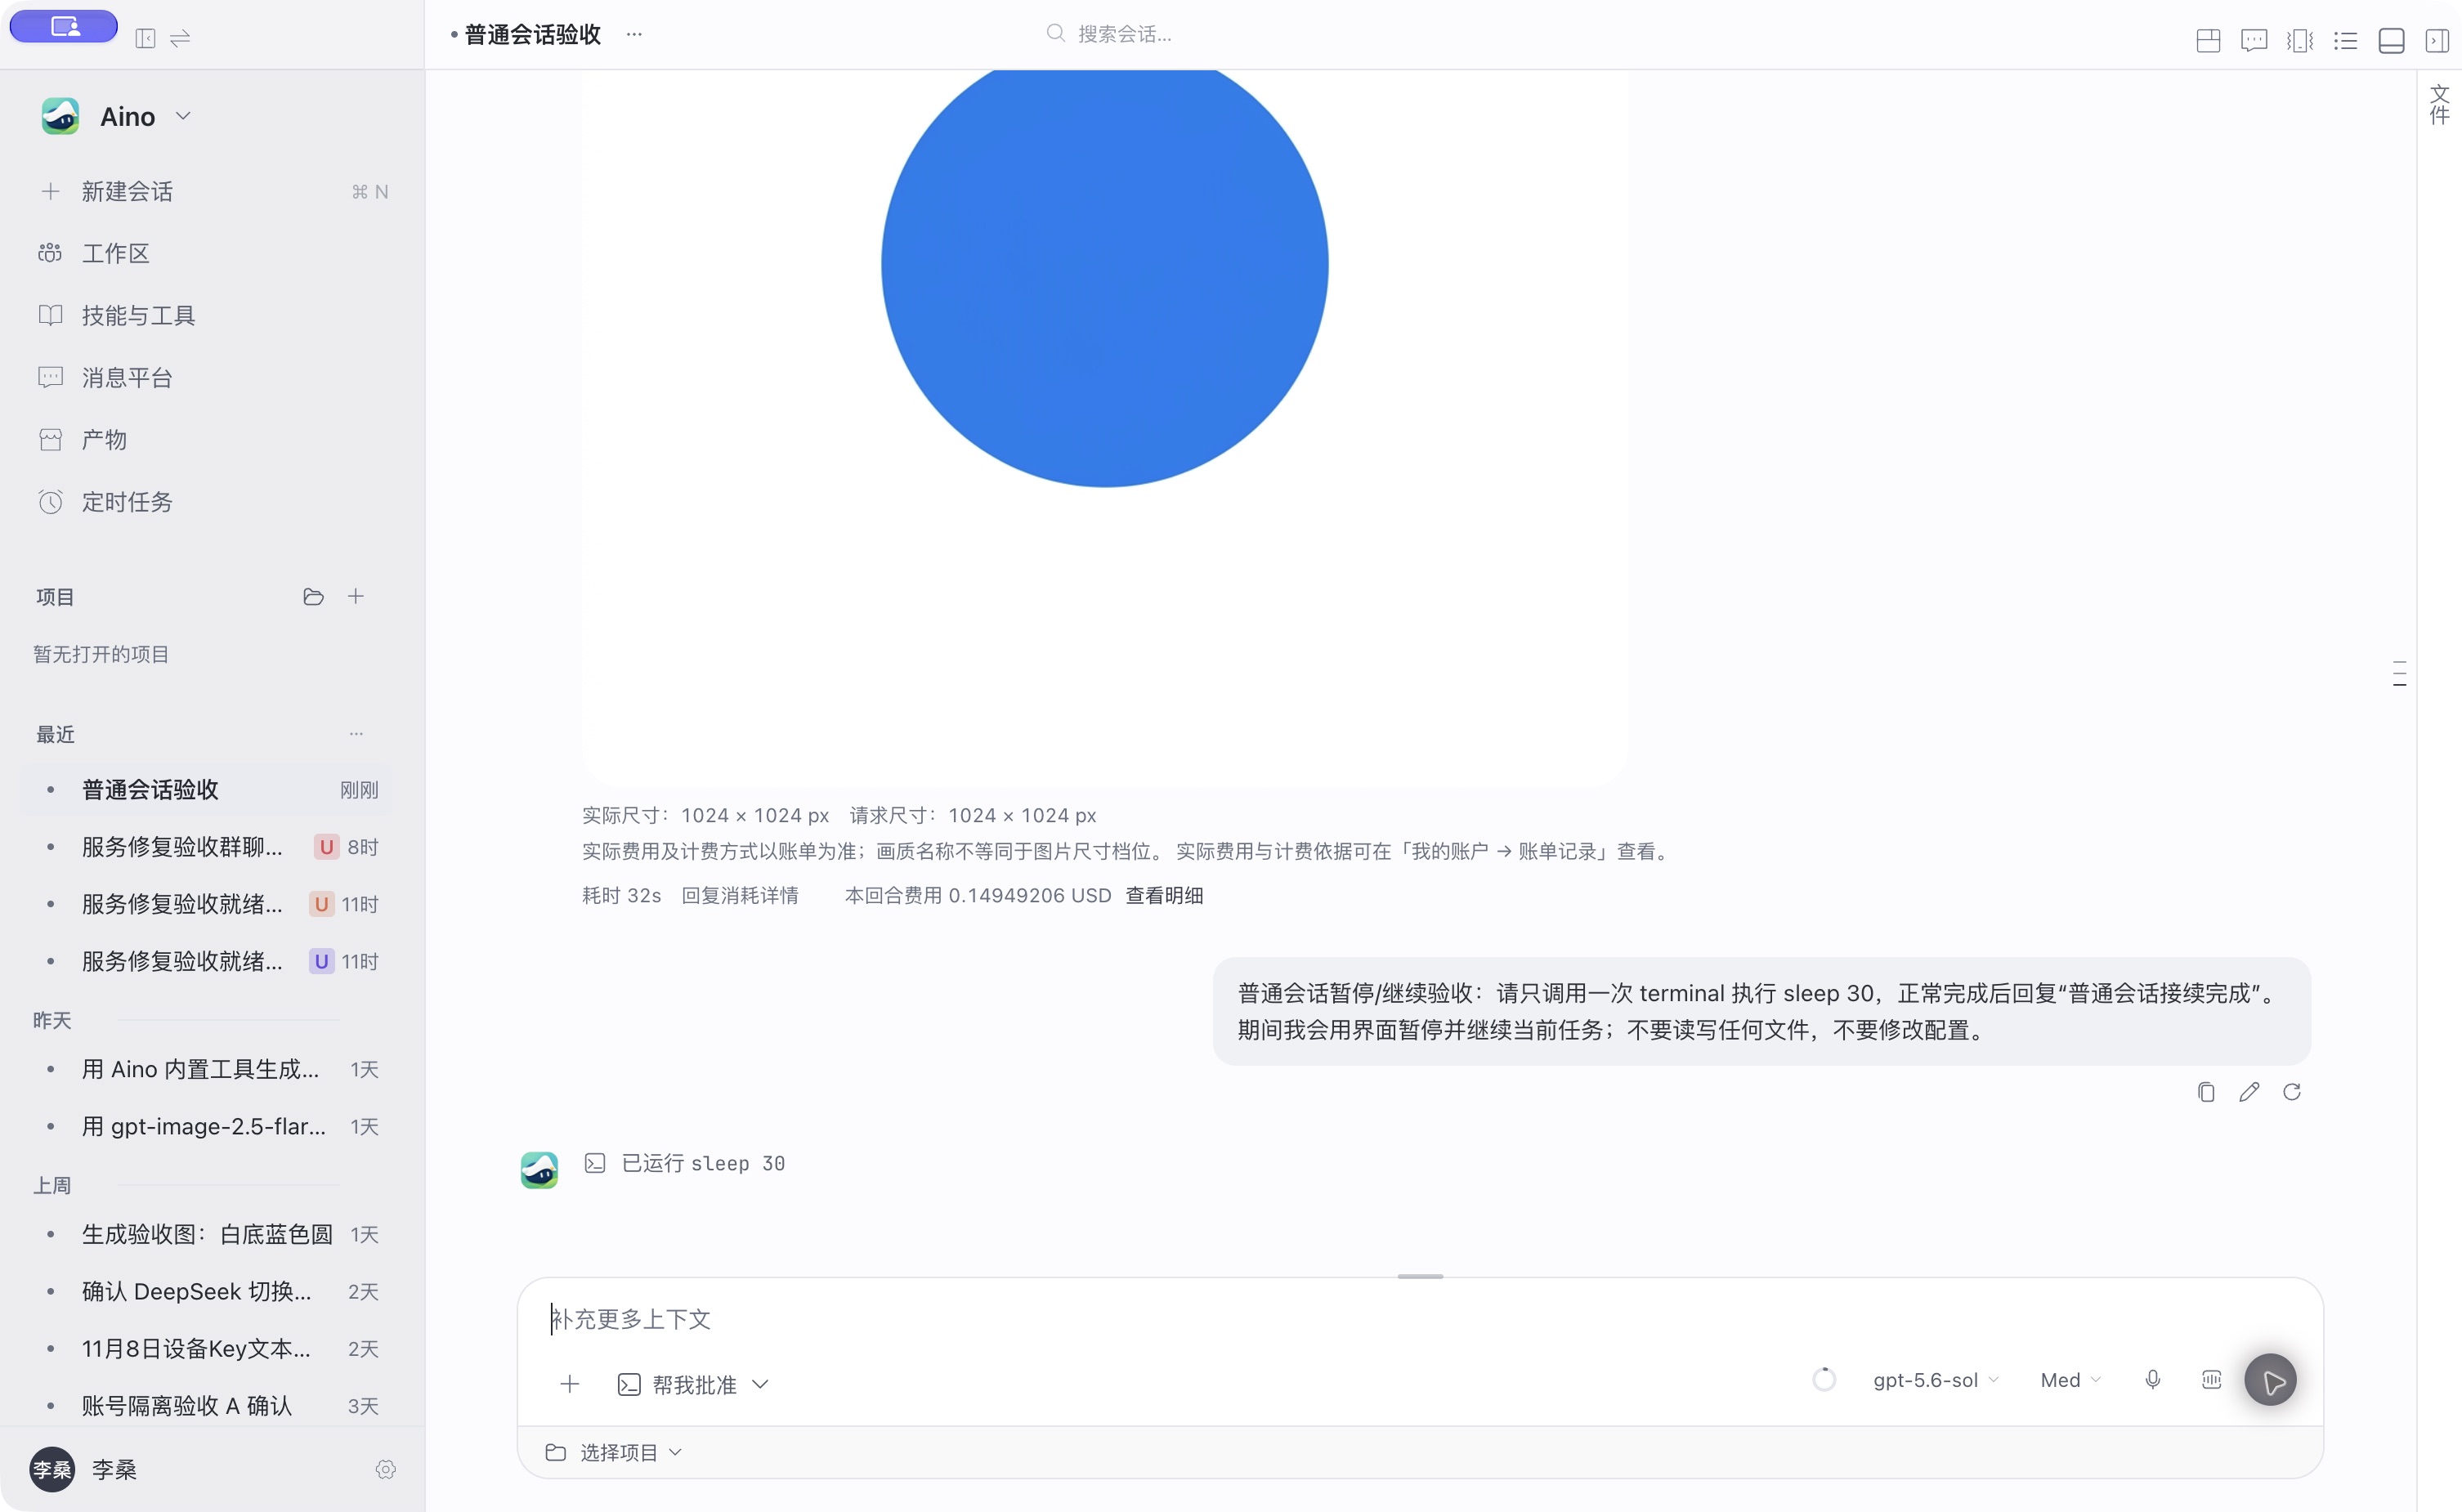 普通会话验收
搜索会话...
文件
Aino
新建会话 ⌘ N
工作区
技能与工具
消息平台
产物
定时任务
项目
暂无打开的项目
最近
普通会话验收 刚刚
服务修复验收群聊... U 8时
服务修复验收就绪... U 11时
服务修复验收就绪... U 11时
昨天
用 Aino 内置工具生成... 1天
用 gpt-image-2.5-flar... 1天
上周
生成验收图：白底蓝色圆 1天
确认 DeepSeek 切换... 2天
11月8日设备Key文本... 2天
账号隔离验收 A 确认 3天
李桑 李桑
实际尺寸：1024 × 1024 px 请求尺寸：1024 × 1024 px
实际费用及计费方式以账单为准；画质名称不等同于图片尺寸档位。 实际费用与计费依据可在「我的账户 → 账单记录」查看。
耗时 32s 回复消耗详情 本回合费用 0.14949206 USD 查看明细
普通会话暂停/继续验收：请只调用一次 terminal 执行 sleep 30，正常完成后回复“普通会话接续完成”。
期间我会用界面暂停并继续当前任务；不要读写任何文件，不要修改配置。
已运行 sleep 30
补充更多上下文
帮我批准
gpt-5.6-sol Med
选择项目